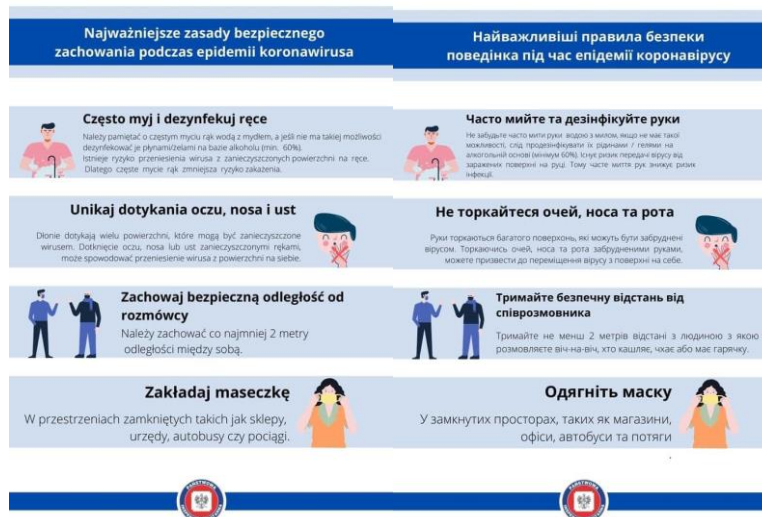 Najważniejsze zasady bezpiecznego
zachowania podczas epidemii koronawirusa
Często myj i dezynfekuj ręce
Należy pamiętać o częstym myciu rąk wodą z mydłem, a jeśli nie ma takiej możliwości
dezynfekować je płynami/żelami na bazie alkoholu (min. 60%).
Istnieje ryzyko przeniesienia wirusa z zanieczyszczonych powierzchni na ręce.
Dlatego częste mycie rąk zmniejsza ryzyko zakażenia.
Unikaj dotykania oczu, nosa i ust
Dłonie dotykają wielu powierzchni, które mogą być zanieczyszczone
wirusem. Dotknięcie oczu, nosa lub ust zanieczyszczonymi rękami,
może spowodować przeniesienie wirusa z powierzchni na siebie.
Zachowaj bezpieczną odległość od
rozmówcy
Należy zachować co najmniej 2 metry
odległości między sobą.
Zakładaj maseczkę
W przestrzeniach zamkniętych takich jak sklepy,
urzędy, autobusy czy pociągi.
Найважливіші правила безпеки
поведінка під час епідемії коронавірусу
Часто мийте та дезінфікуйте руки
Не забудьте часто мити руки водою з милом, якщо не має такої
можливості, слід продезінфікувати їх рідинами / гелями на
алкогольній основі (мінімум 60%). Існує ризик передачі вірусу від
заражених поверхні на руці. Тому часте миття рук знижує ризик
інфекції.
Не торкайтеся очей, носа та рота
Руки торкаються багатого поверхонь, які можуть бути забруднені
вірусом. Торкаючись очей, носа та рота забрудненими руками,
можете призвести до переміщення вірусу з поверхні на себе.
Тримайте безпечну відстань від
співрозмовника
Тримайте не менш 2 метрів відстані з людиною з якою
розмовляєте віч-на-віч, хто кашляє, чхає або має гарячку.
Одягніть маску
У замкнутих просторах, таких як магазини,
офіси, автобуси та потяги
.